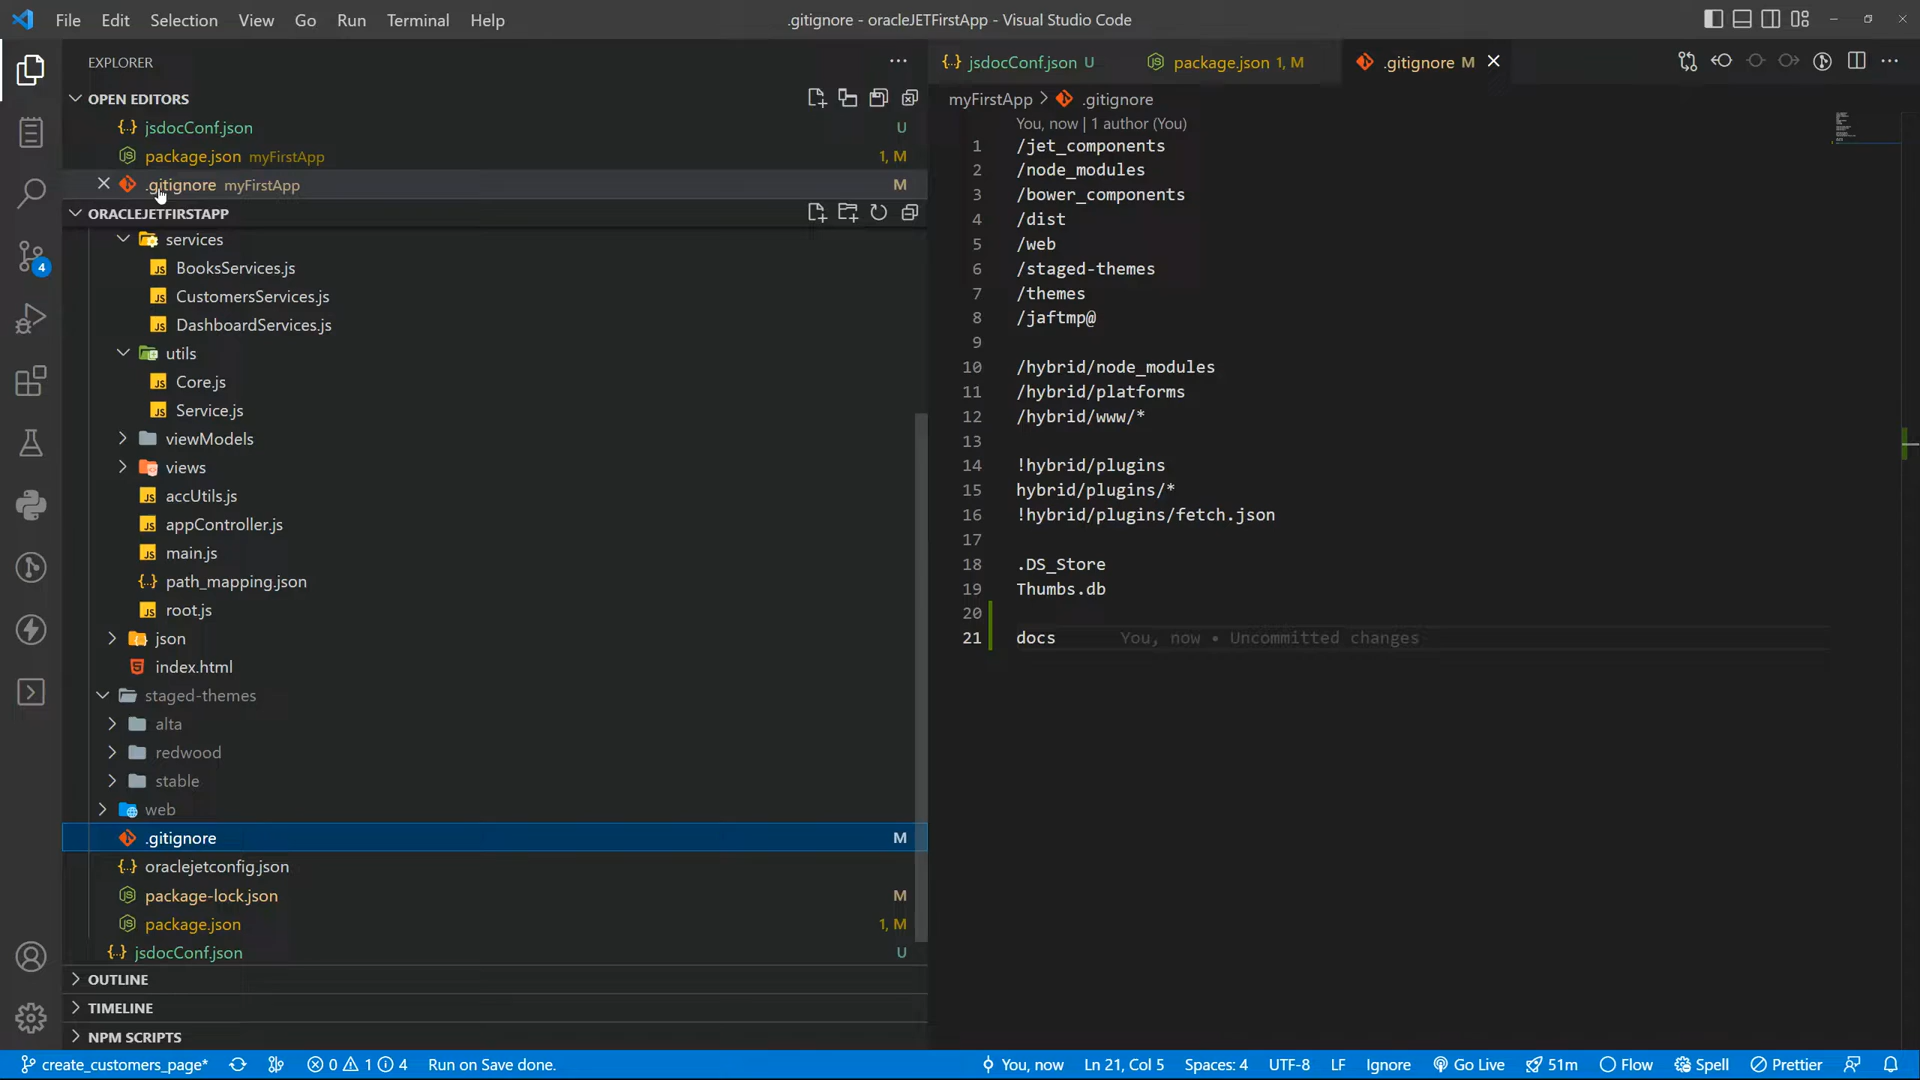 File Edit Selection View Go Run Terminal Help
.gitignore - oracleJETFirstApp - Visual Studio Code
EXPLORER
OPEN EDITORS
jsdocConf.json U
package.json myFirstApp 1, M
.gitignore myFirstApp M
ORACLEJETFIRSTAPP
services
BooksServices.js
CustomersServices.js
DashboardServices.js
utils
Core.js
Service.js
viewModels
views
accUtils.js
appController.js
main.js
path_mapping.json
root.js
json
index.html
staged-themes
alta
redwood
stable
web
.gitignore M
oraclejetconfig.json
package-lock.json M
package.json 1, M
jsdocConf.json U
OUTLINE
TIMELINE
NPM SCRIPTS
4
jsdocConf.json U package.json 1, M .gitignore M
myFirstApp > .gitignore
You, now | 1 author (You)
1 /jet_components
2 /node_modules
3 /bower_components
4 /dist
5 /web
6 /staged-themes
7 /themes
8 /jaftmp@
9
10 /hybrid/node_modules
11 /hybrid/platforms
12 /hybrid/www/*
13
14 !hybrid/plugins
15 hybrid/plugins/*
16 !hybrid/plugins/fetch.json
17
18 .DS_Store
19 Thumbs.db
20
21 docs You, now • Uncommitted changes
create_customers_page* 0 1 4 Run on Save done. You, now Ln 21, Col 5 Spaces: 4 UTF-8 LF Ignore Go Live 51m Flow Spell Prettier